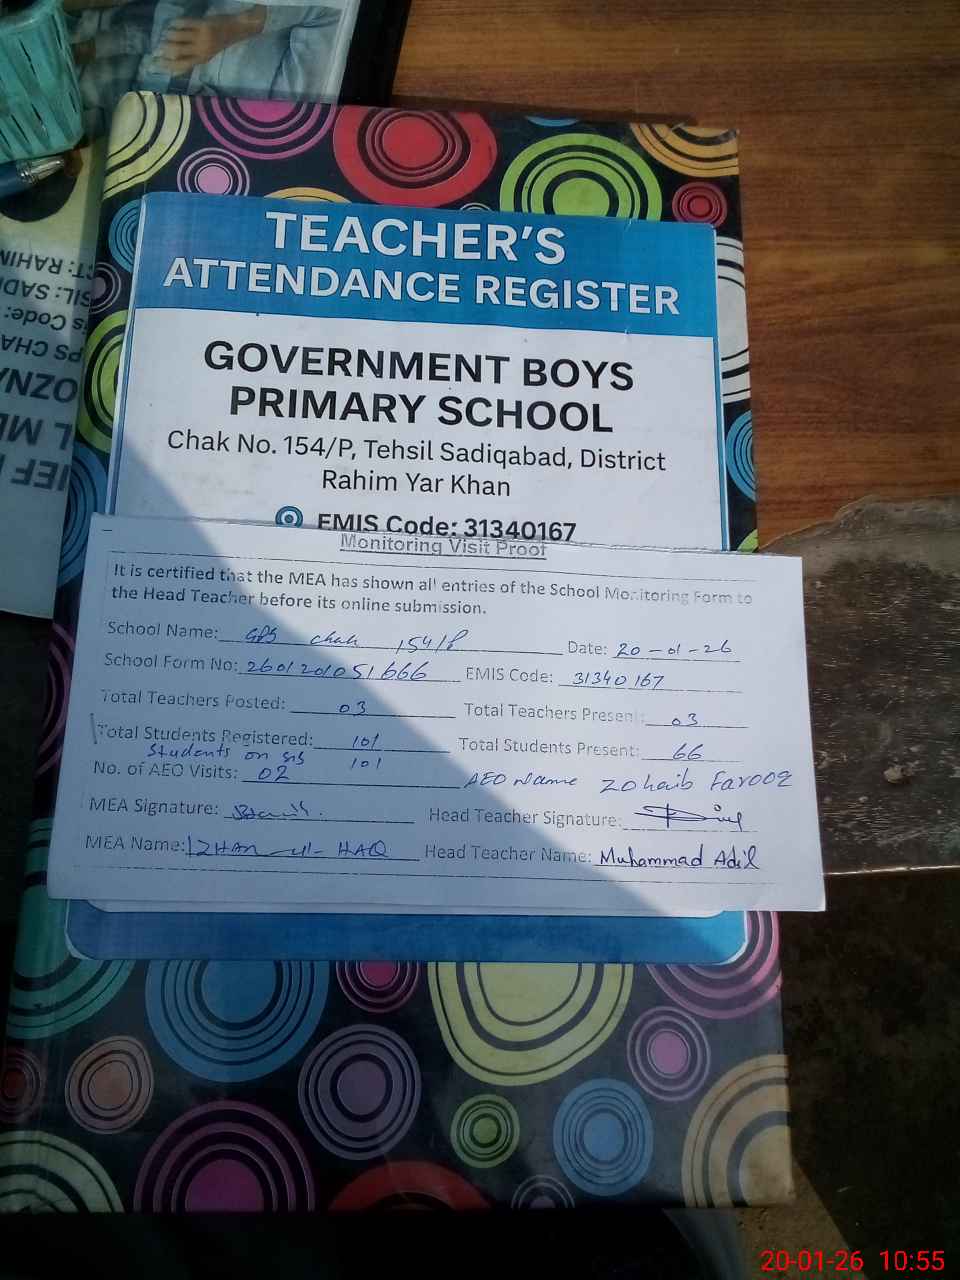 TEACHER'S
ATTENDANCE REGISTER
GOVERNMENT BOYS
PRIMARY SCHOOL
Chak No. 154/P, Tehsil Sadiqabad, District
Rahim Yar Khan
EMIS Code: 31340167
Monitoring Visit Proof
It is certified that the MEA has shown all entries of the School Monitoring Form to
the Head Teacher before its online submission.
School Name: GPS chak 154/P Date: 20-01-26
School Form No: 2601201051666 EMIS Code: 31340167
Total Teachers Posted: 03 Total Teachers Present: 03
Total Students Registered: 101 Total Students Present: 66
Students on SIS 101
No. of AEO Visits: 02 AEO Name Zohaib Farooq
MEA Signature: Head Teacher Signature:
MEA Name: IZHAR-ul-HAQ Head Teacher Name: Muhammad Adil
20-01-26 10:55